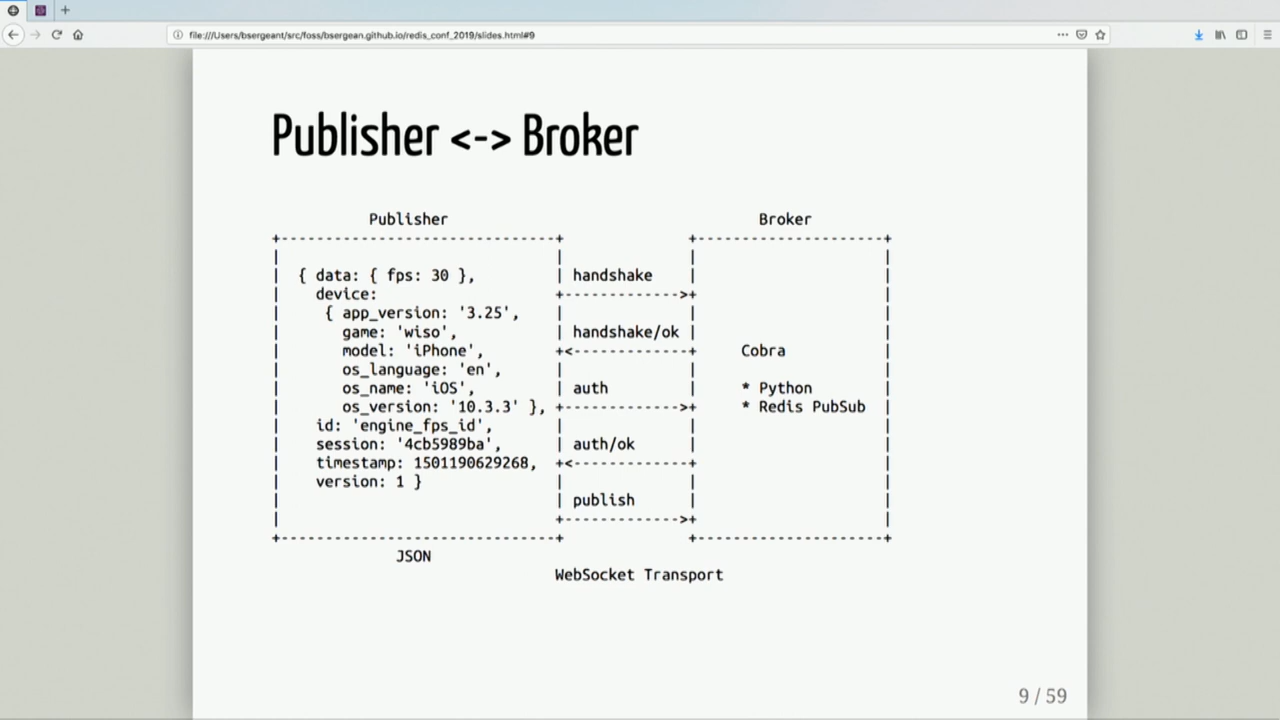 file:///Users/bsergeant/src/foss/bsergean.github.io/redis_conf_2019/slides.html#9
Publisher <-> Broker
Publisher
Broker
{ data: { fps: 30 },
device:
{ app_version: '3.25',
game: 'wiso',
model: 'iPhone',
os_language: 'en',
os_name: 'iOS',
os_version: '10.3.3' },
id: 'engine_fps_id',
session: '4cb5989ba',
timestamp: 1501190629268,
version: 1 }
handshake
handshake/ok
auth
auth/ok
publish
Cobra
* Python
* Redis PubSub
JSON
WebSocket Transport
9 / 59